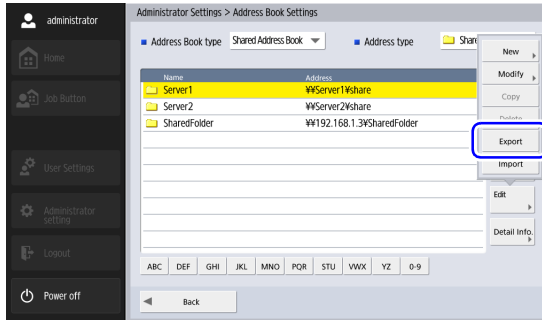 administrator
Home
Job Button
User Settings
Administrator setting
Logout
Power off
Administrator Settings > Address Book Settings
Address Book type Shared Address Book Address type Share
Name Address
Server1 ¥¥Server1¥share
Server2 ¥¥Server2¥share
SharedFolder ¥¥192.168.1.3¥SharedFolder
New
Modify
Copy
Delete
Export
Import
Edit
Detail Info.
ABC DEF GHI JKL MNO PQR STU VWX YZ 0-9
Back